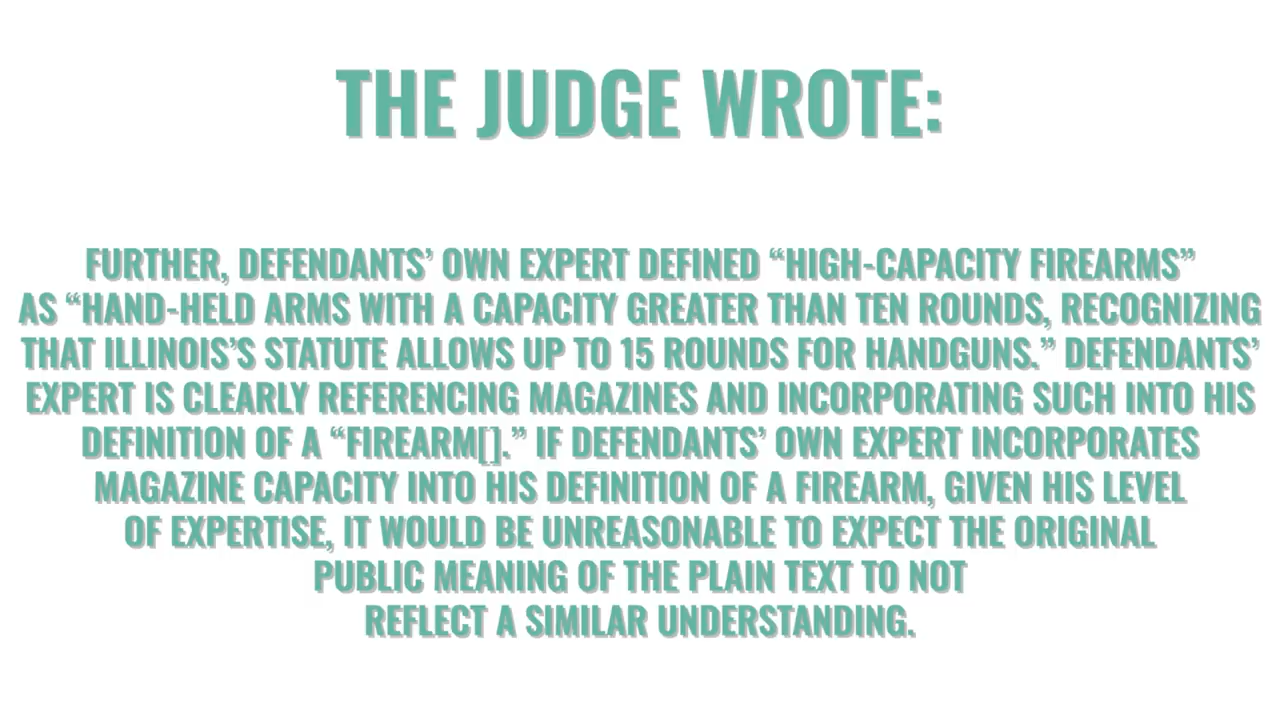 THE JUDGE WROTE:
FURTHER, DEFENDANTS’ OWN EXPERT DEFINED “HIGH-CAPACITY FIREARMS”
AS “HAND-HELD ARMS WITH A CAPACITY GREATER THAN TEN ROUNDS, RECOGNIZING
THAT ILLINOIS’S STATUTE ALLOWS UP TO 15 ROUNDS FOR HANDGUNS.” DEFENDANTS’
EXPERT IS CLEARLY REFERENCING MAGAZINES AND INCORPORATING SUCH INTO HIS
DEFINITION OF A “FIREARM[].” IF DEFENDANTS’ OWN EXPERT INCORPORATES
MAGAZINE CAPACITY INTO HIS DEFINITION OF A FIREARM, GIVEN HIS LEVEL
OF EXPERTISE, IT WOULD BE UNREASONABLE TO EXPECT THE ORIGINAL
PUBLIC MEANING OF THE PLAIN TEXT TO NOT
REFLECT A SIMILAR UNDERSTANDING.